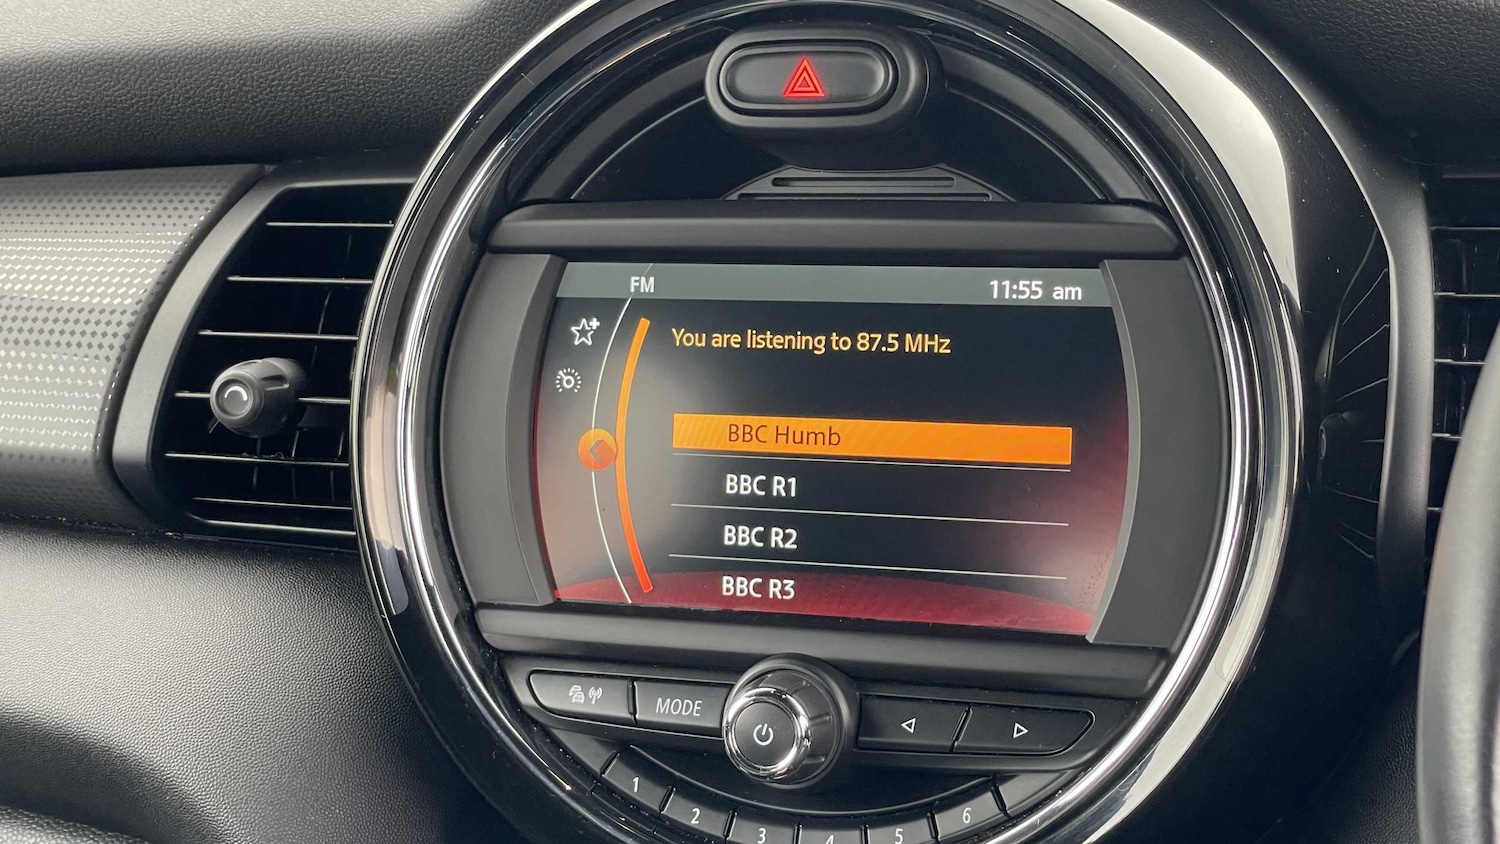 FM 11:55 am
You are listening to 87.5 MHz
BBC Humb
BBC R1
BBC R2
BBC R3
MODE
1 2 3 4 5 6